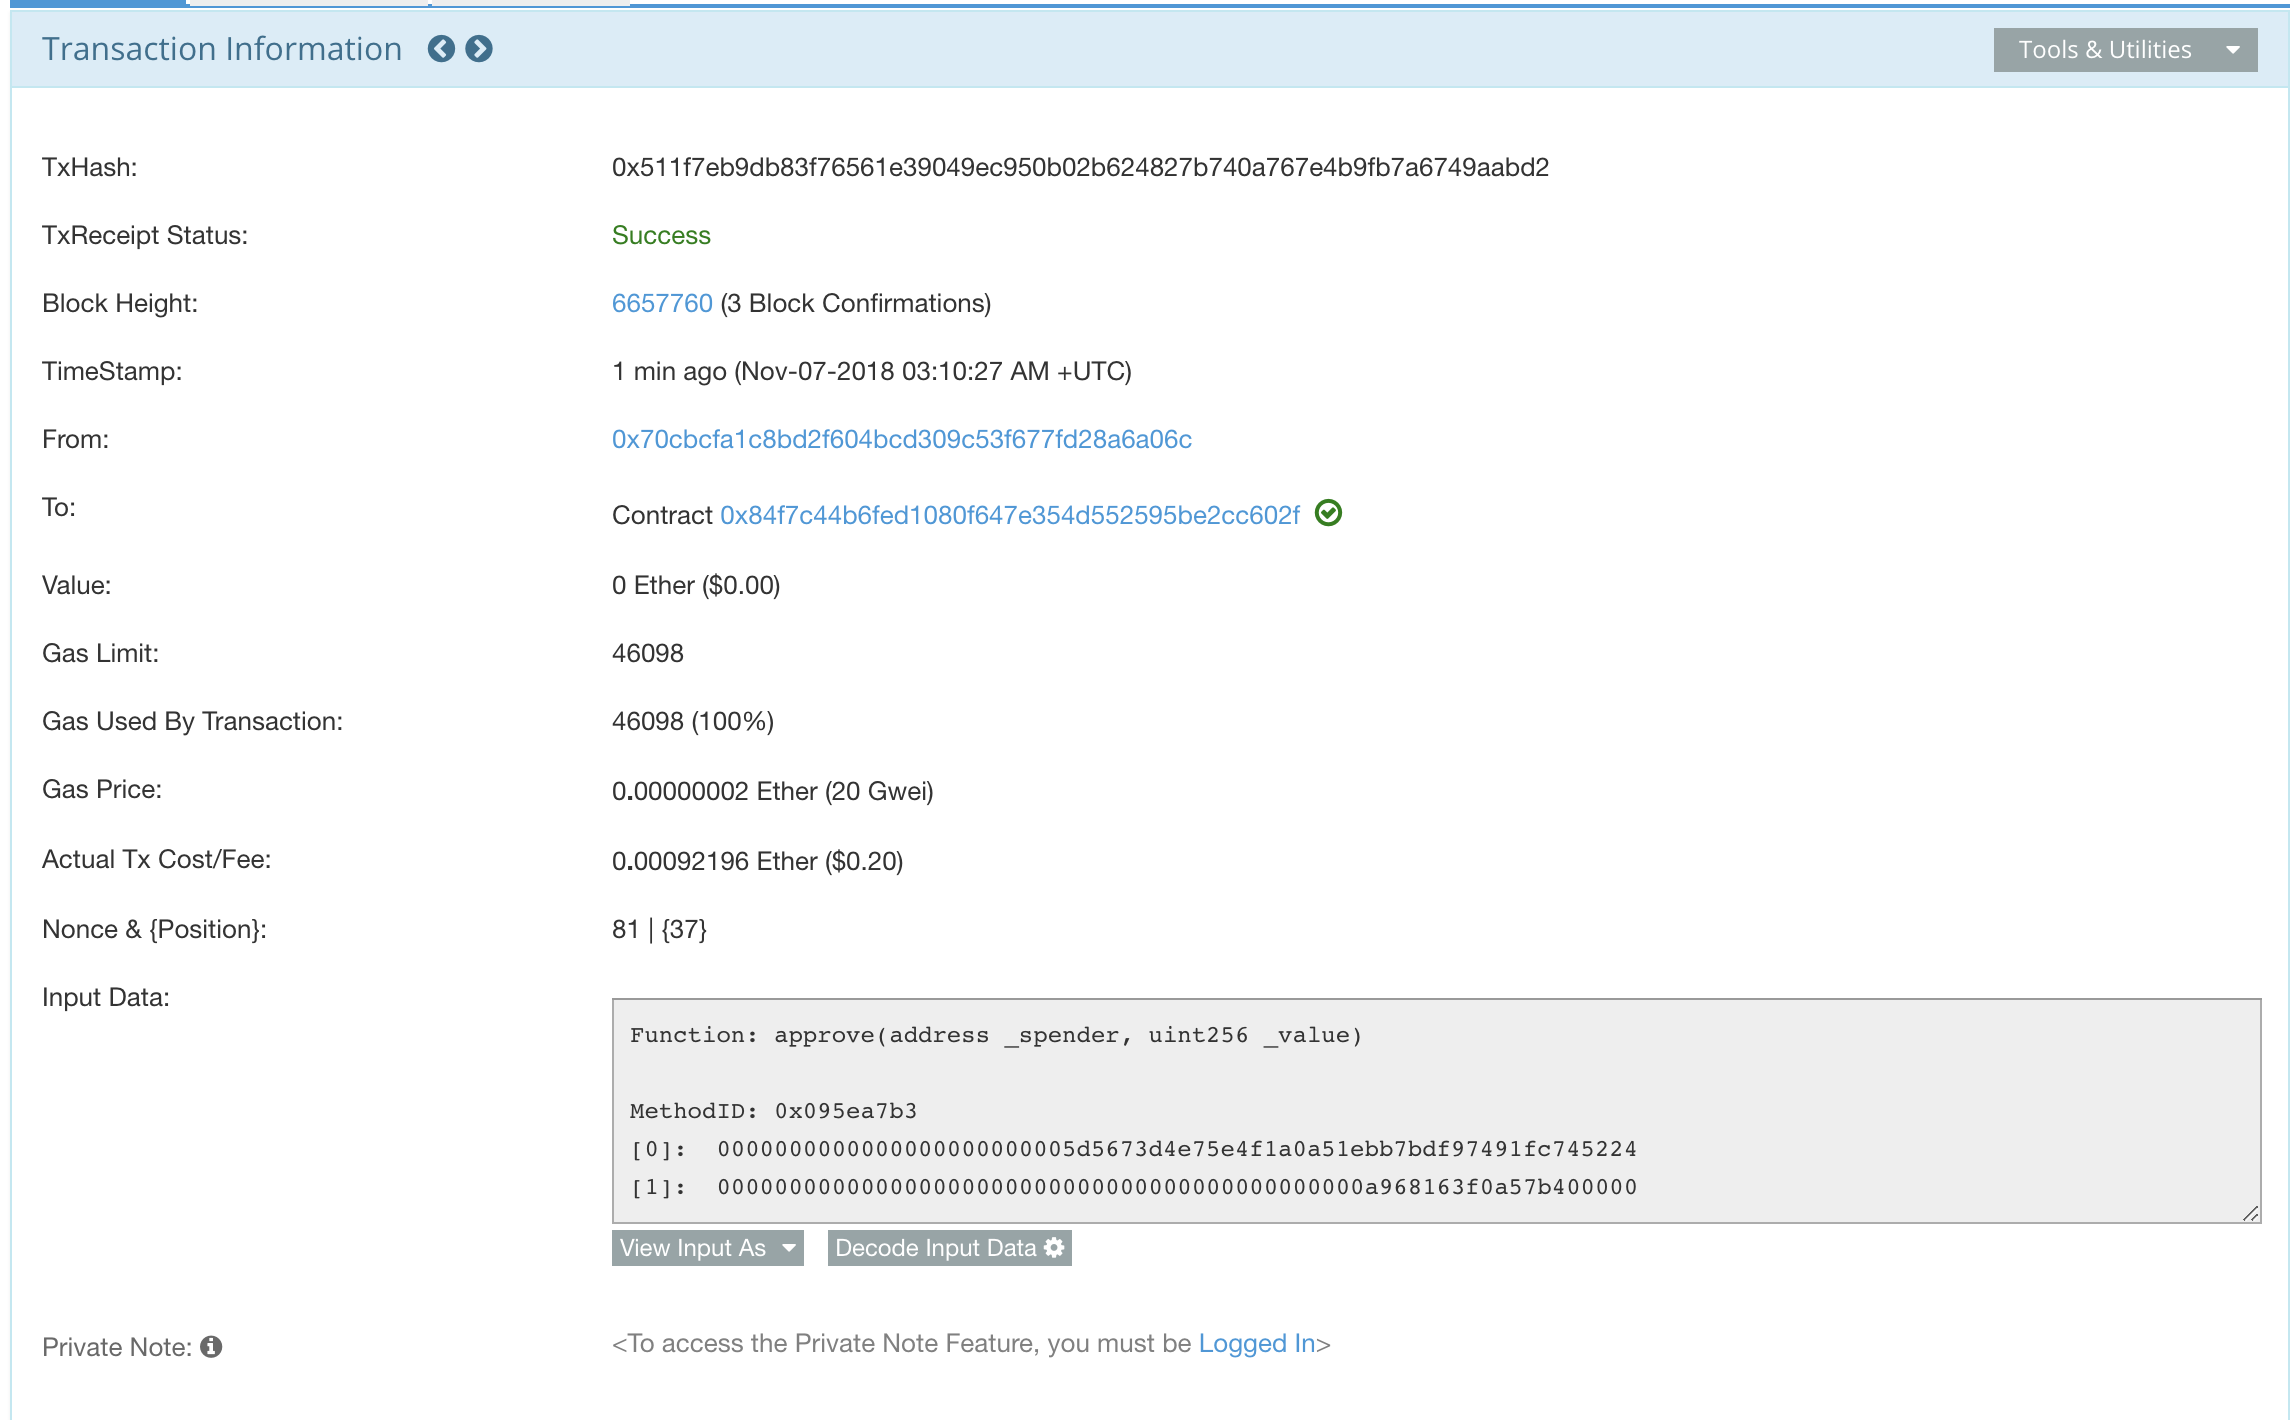 Transaction Information
Tools & Utilities
TxHash: 0x511f7eb9db83f76561e39049ec950b02b624827b740a767e4b9fb7a6749aabd2
TxReceipt Status: Success
Block Height: 6657760 (3 Block Confirmations)
TimeStamp: 1 min ago (Nov-07-2018 03:10:27 AM +UTC)
From: 0x70cbcfa1c8bd2f604bcd309c53f677fd28a6a06c
To: Contract 0x84f7c44b6fed1080f647e354d552595be2cc602f
Value: 0 Ether ($0.00)
Gas Limit: 46098
Gas Used By Transaction: 46098 (100%)
Gas Price: 0.00000002 Ether (20 Gwei)
Actual Tx Cost/Fee: 0.00092196 Ether ($0.20)
Nonce & {Position}: 81 | {37}
Input Data:
Function: approve(address _spender, uint256 _value)
MethodID: 0x095ea7b3
[0]: 0000000000000000000000005d5673d4e75e4f1a0a51ebb7bdf97491fc745224
[1]: 000000000000000000000000000000000000000000000a968163f0a57b400000
View Input As
Decode Input Data
Private Note: <To access the Private Note Feature, you must be Logged In>